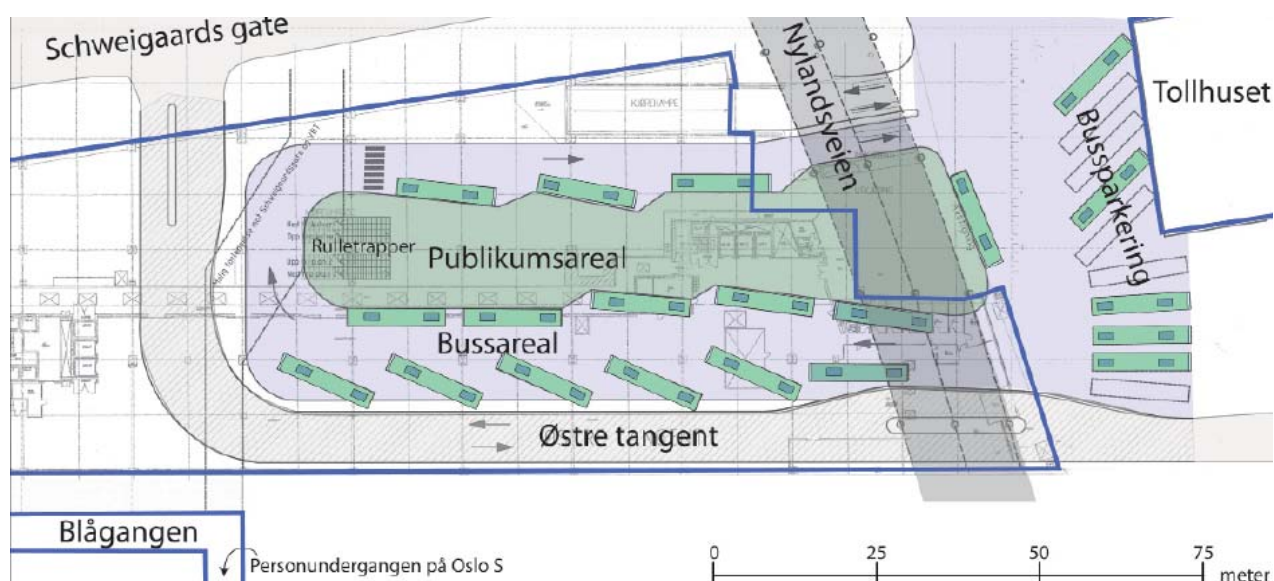 Schweigaards gate
Nylandsveien
Tollhuset
KJØRERAMPE
Bussparkering
Rulletrapper
Publikumsareal
Bussareal
Østre tangent
Blågangen
Personundergangen på Oslo S
0 25 50 75
meter